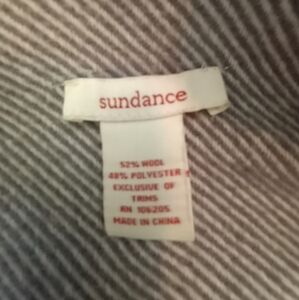 sundance
52% WOOL
48% POLYESTER
EXCLUSIVE OF
TRIMS
RN 106205
MADE IN CHINA